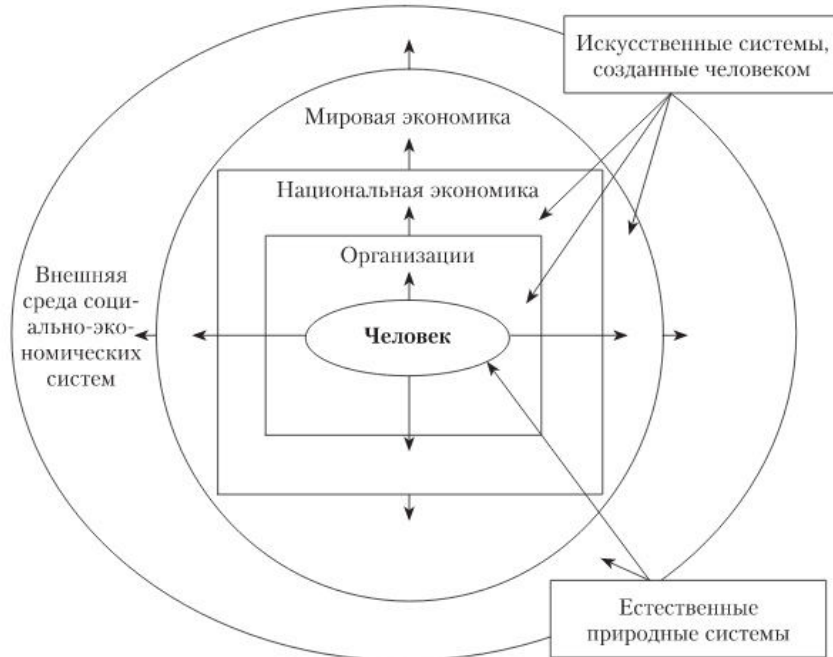 Искусственные системы,
созданные человеком
Мировая экономика
Национальная экономика
Организации
Внешняя
среда соци-
ально-эко-
номических
систем
Человек
Естественные
природные системы